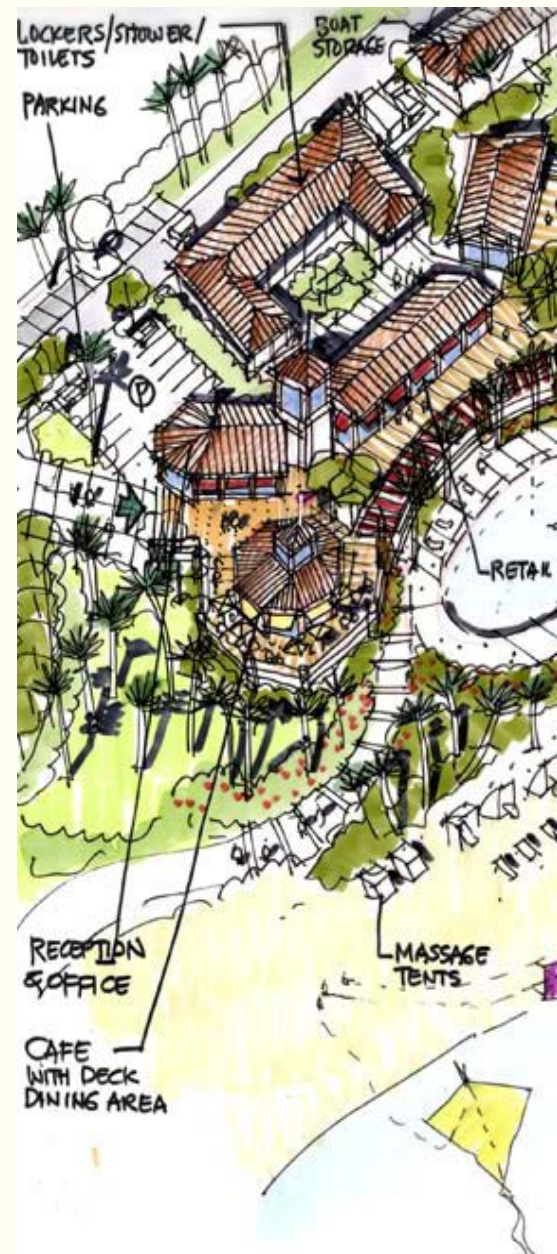 LOCKERS/SHOWER/
TOILETS
BOAT
STORAGE
PARKING
P
RETAIL
RECEPTION
& OFFICE
MASSAGE
TENTS
CAFE
WITH DECK
DINING AREA